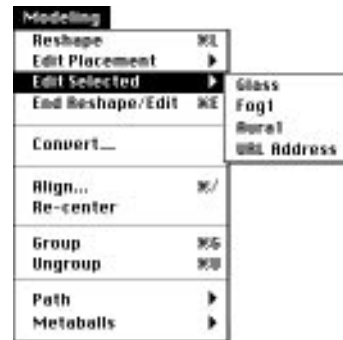 Modeling
Reshape ⌘L
Edit Placement
Edit Selected
End Reshape/Edit ⌘E
Convert...
Align... ⌘/
Re-center
Group ⌘G
Ungroup ⌘U
Path
Metaballs
Glass
Fog1
Aura1
URL Address